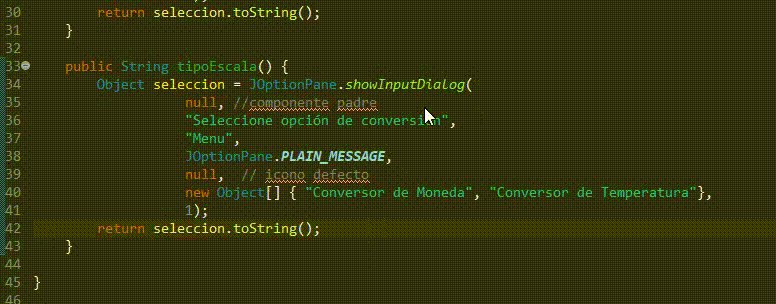 30 return seleccion.toString();
31 }
32
33 public String tipoEscala() {
34 Object seleccion = JOptionPane.showInputDialog(
35 null, //componente padre
36 "Seleccione opción de conversión",
37 "Menu",
38 JOptionPane.PLAIN_MESSAGE,
39 null, // icono defecto
40 new Object[] { "Conversor de Moneda", "Conversor de Temperatura"},
41 1);
42 return seleccion.toString();
43 }
44
45 }
46